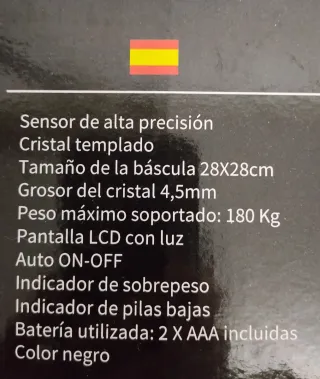 Sensor de alta precisión
Cristal templado
Tamaño de la báscula 28X28cm
Grosor del cristal 4,5mm
Peso máximo soportado: 180 Kg
Pantalla LCD con luz
Auto ON-OFF
Indicador de sobrepeso
Indicador de pilas bajas
Batería utilizada: 2 X AAA incluidas
Color negro